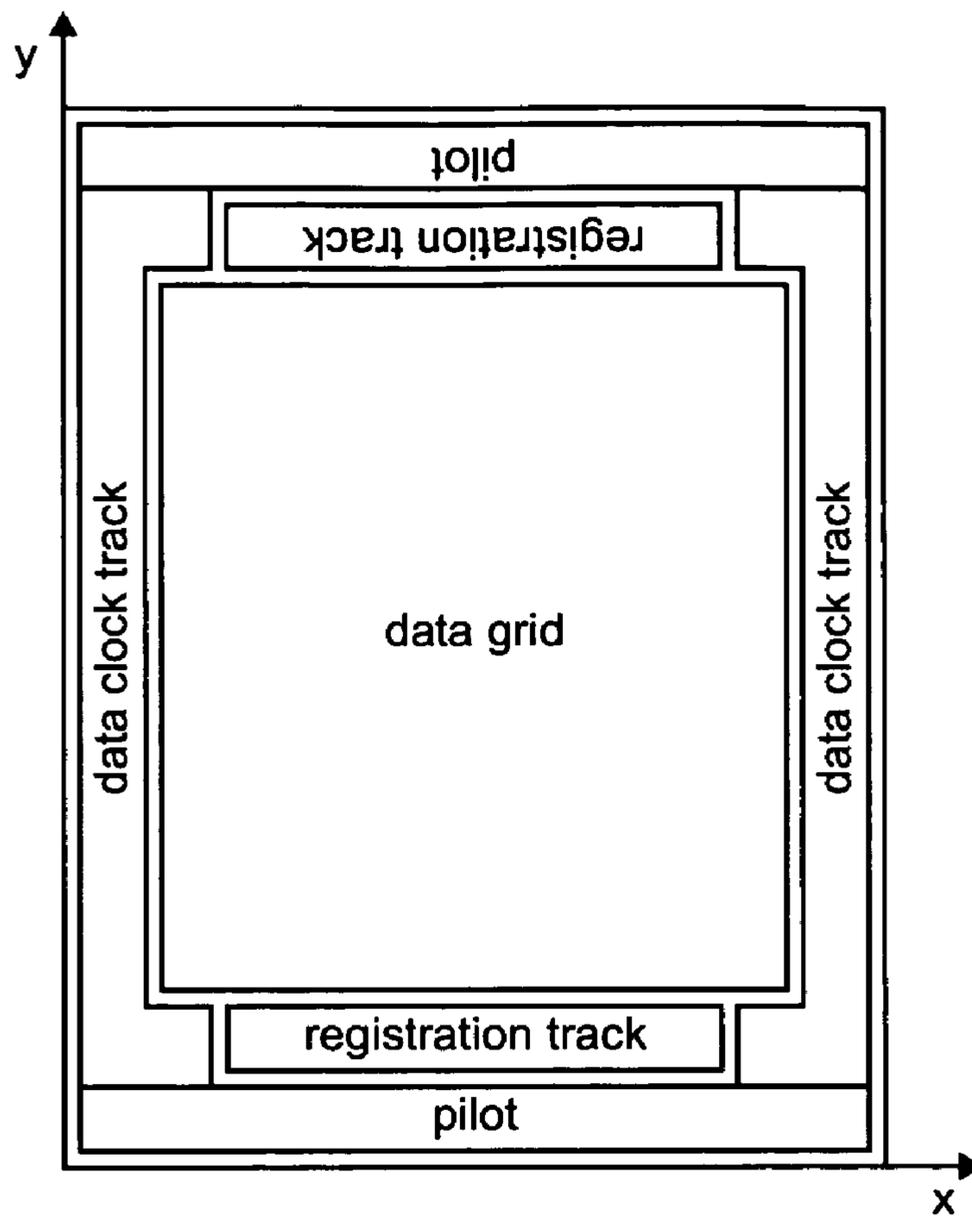 y
pilot
registration track
data clock track
data grid
data clock track
registration track
pilot
x